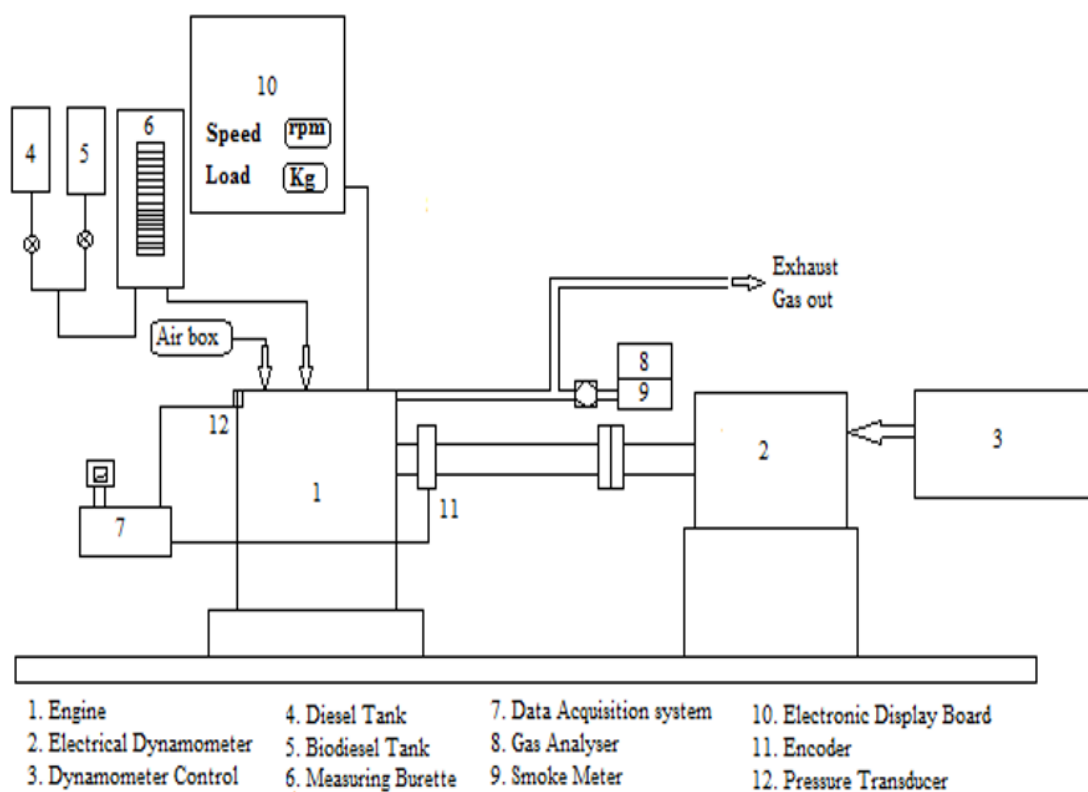 10
Speed rpm
Load Kg
4
5
6
Air box
Exhaust
Gas out
8
9
12
1
2
3
7
11
1. Engine
2. Electrical Dynamometer
3. Dynamometer Control
4. Diesel Tank
5. Biodiesel Tank
6. Measuring Burette
7. Data Acquisition system
8. Gas Analyser
9. Smoke Meter
10. Electronic Display Board
11. Encoder
12. Pressure Transducer